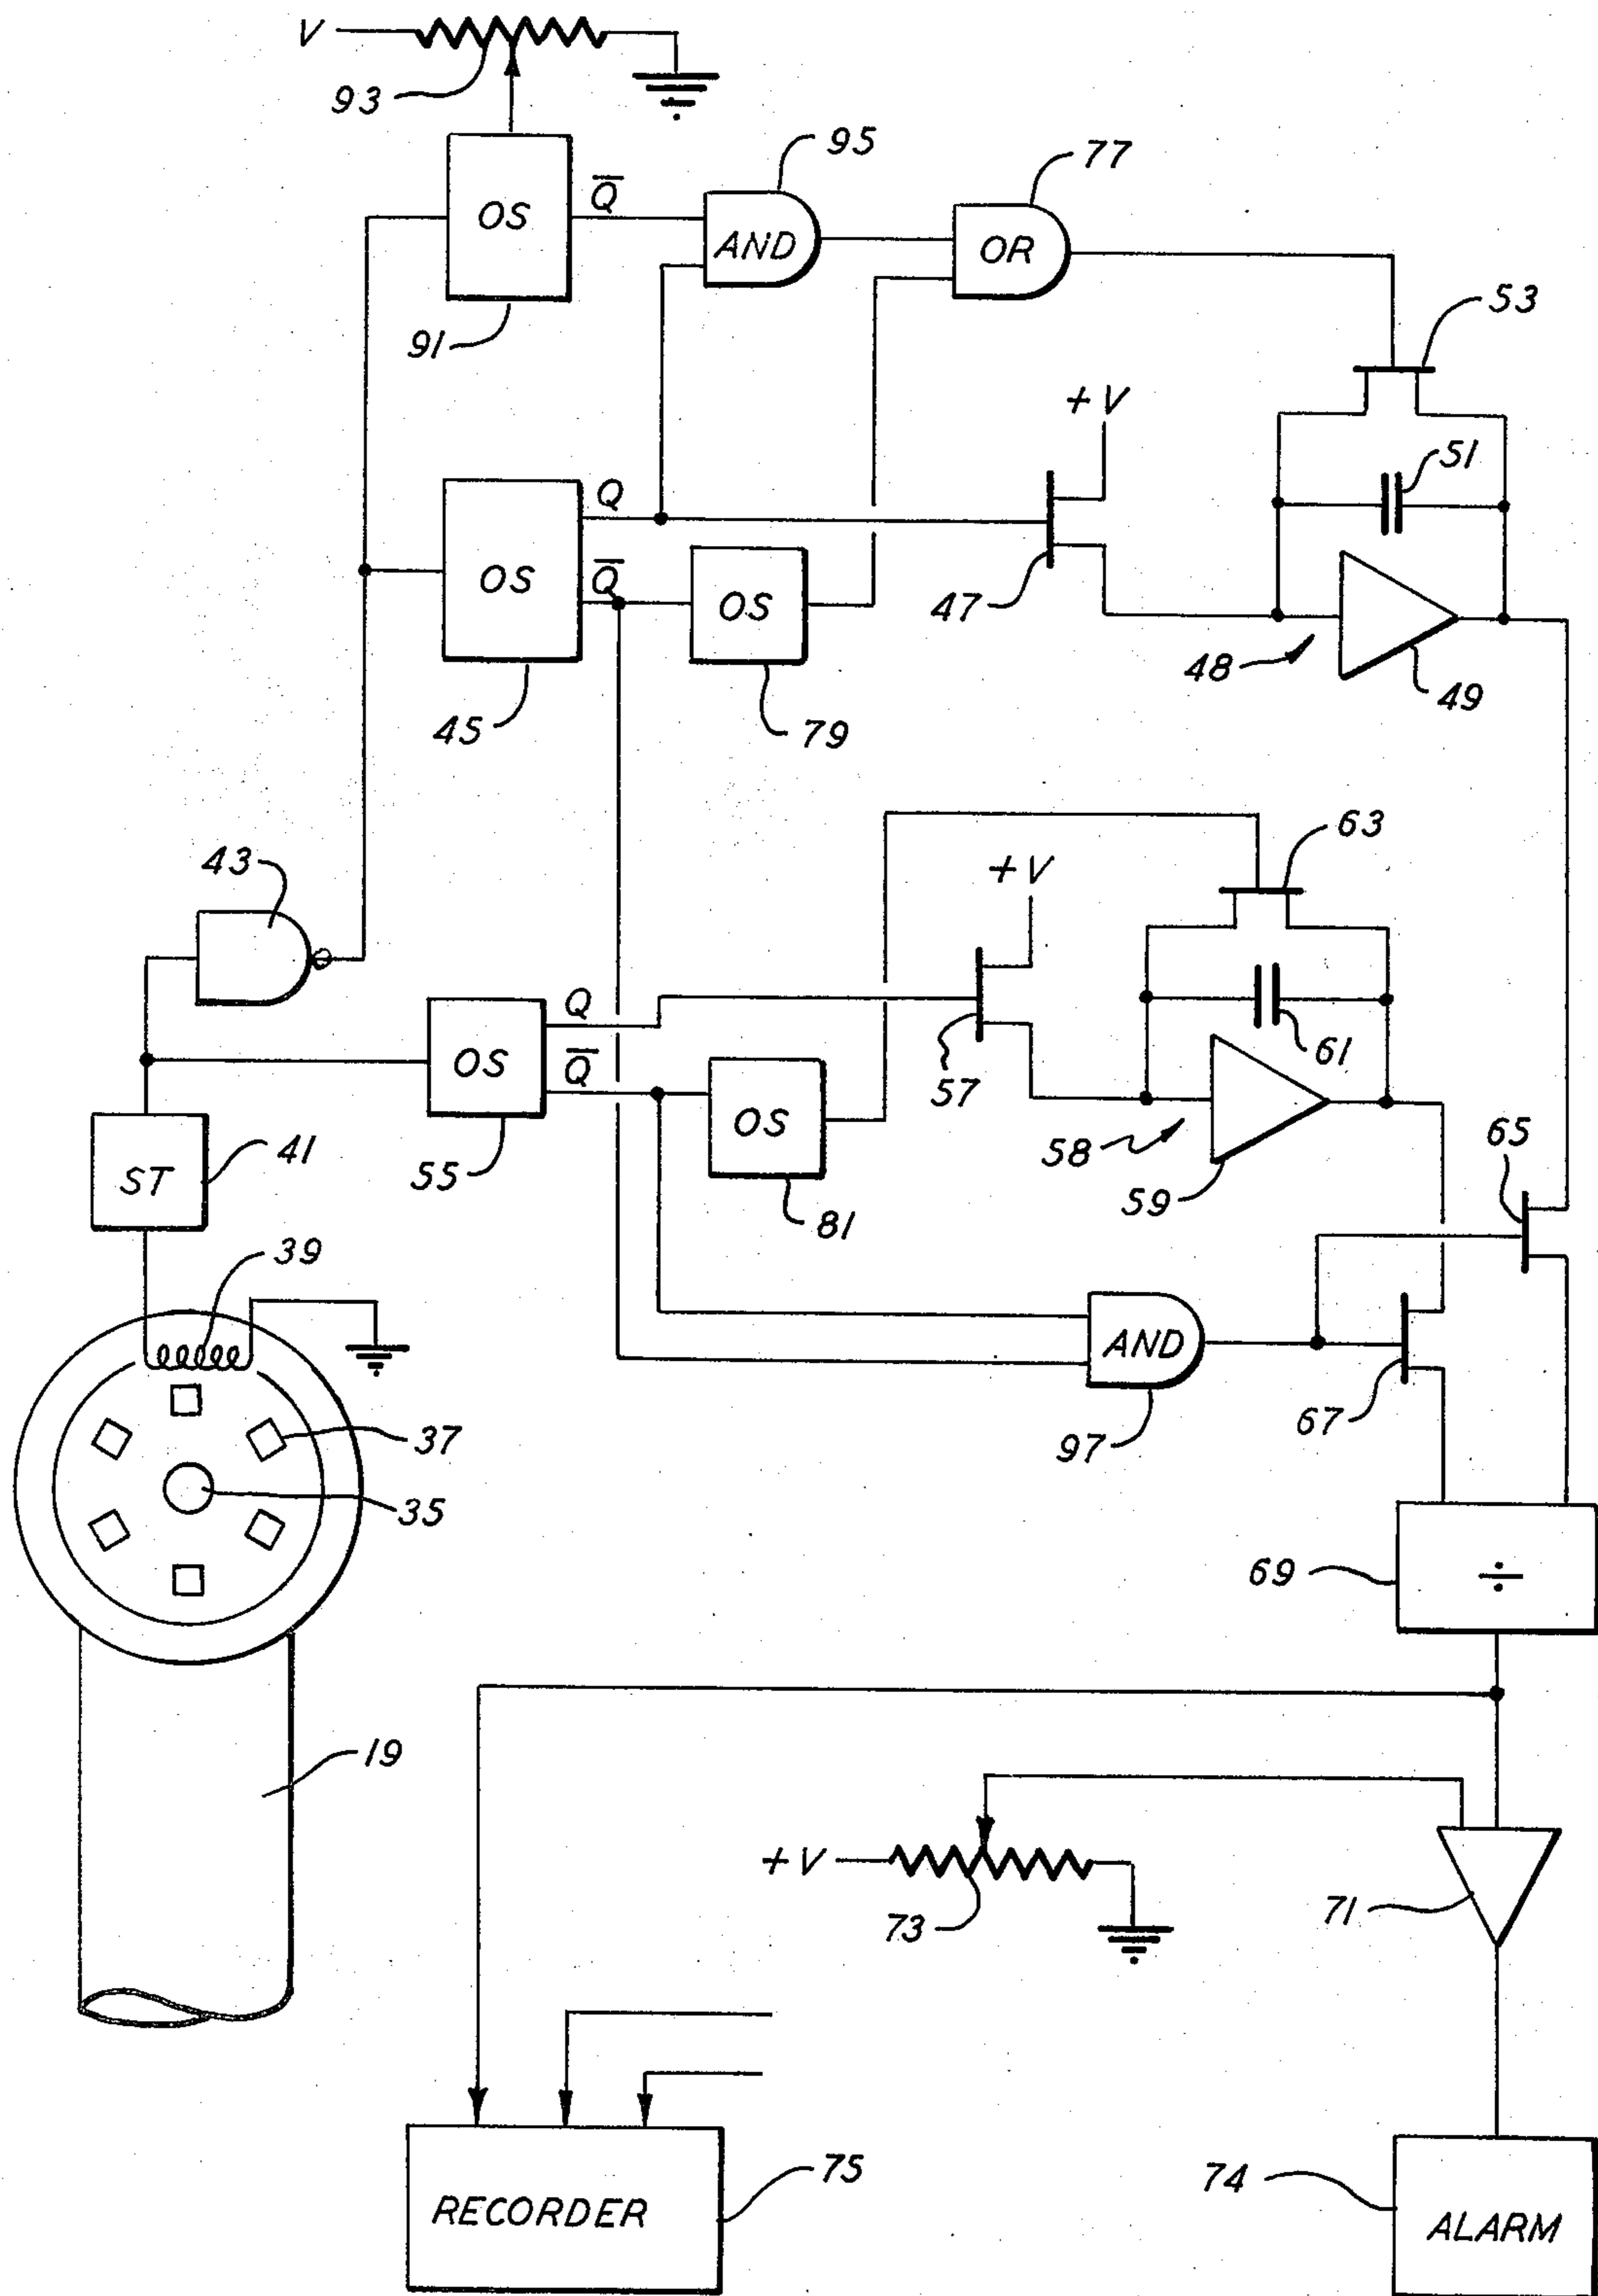 V
93
95
77
OS
Q̅
AND
OR
91
53
+V
51
Q
OS
Q̅
OS
47
48
49
45
79
63
43
+V
Q
OS
Q̅
61
OS
57
41
ST
55
58
65
59
81
39
AND
67
37
97
35
69
÷
19
+V
73
71
75
74
RECORDER
ALARM